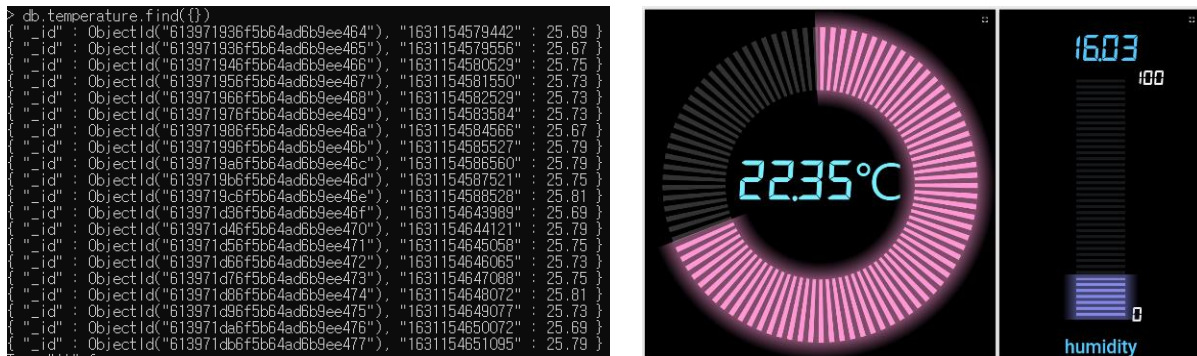 > db.temperature.find({})
{ "_id" : ObjectId("613971936f5b64ad6b9ee464"), "1631154579442" : 25.69 }
{ "_id" : ObjectId("613971936f5b64ad6b9ee465"), "1631154579556" : 25.67 }
{ "_id" : ObjectId("613971946f5b64ad6b9ee466"), "1631154580529" : 25.75 }
{ "_id" : ObjectId("613971956f5b64ad6b9ee467"), "1631154581550" : 25.73 }
{ "_id" : ObjectId("613971966f5b64ad6b9ee468"), "1631154582529" : 25.73 }
{ "_id" : ObjectId("613971976f5b64ad6b9ee469"), "1631154583584" : 25.73 }
{ "_id" : ObjectId("613971986f5b64ad6b9ee46a"), "1631154584566" : 25.67 }
{ "_id" : ObjectId("613971996f5b64ad6b9ee46b"), "1631154585527" : 25.79 }
{ "_id" : ObjectId("6139719a6f5b64ad6b9ee46c"), "1631154586560" : 25.79 }
{ "_id" : ObjectId("6139719b6f5b64ad6b9ee46d"), "1631154587521" : 25.75 }
{ "_id" : ObjectId("6139719c6f5b64ad6b9ee46e"), "1631154588528" : 25.81 }
{ "_id" : ObjectId("613971d36f5b64ad6b9ee46f"), "1631154643989" : 25.69 }
{ "_id" : ObjectId("613971d46f5b64ad6b9ee470"), "1631154644121" : 25.79 }
{ "_id" : ObjectId("613971d56f5b64ad6b9ee471"), "1631154645058" : 25.75 }
{ "_id" : ObjectId("613971d66f5b64ad6b9ee472"), "1631154646065" : 25.73 }
{ "_id" : ObjectId("613971d76f5b64ad6b9ee473"), "1631154647088" : 25.75 }
{ "_id" : ObjectId("613971d86f5b64ad6b9ee474"), "1631154648072" : 25.81 }
{ "_id" : ObjectId("613971d96f5b64ad6b9ee475"), "1631154649077" : 25.73 }
{ "_id" : ObjectId("613971da6f5b64ad6b9ee476"), "1631154650072" : 25.69 }
{ "_id" : ObjectId("613971db6f5b64ad6b9ee477"), "1631154651095" : 25.79 }
22.35°C
16.03
100
0
humidity